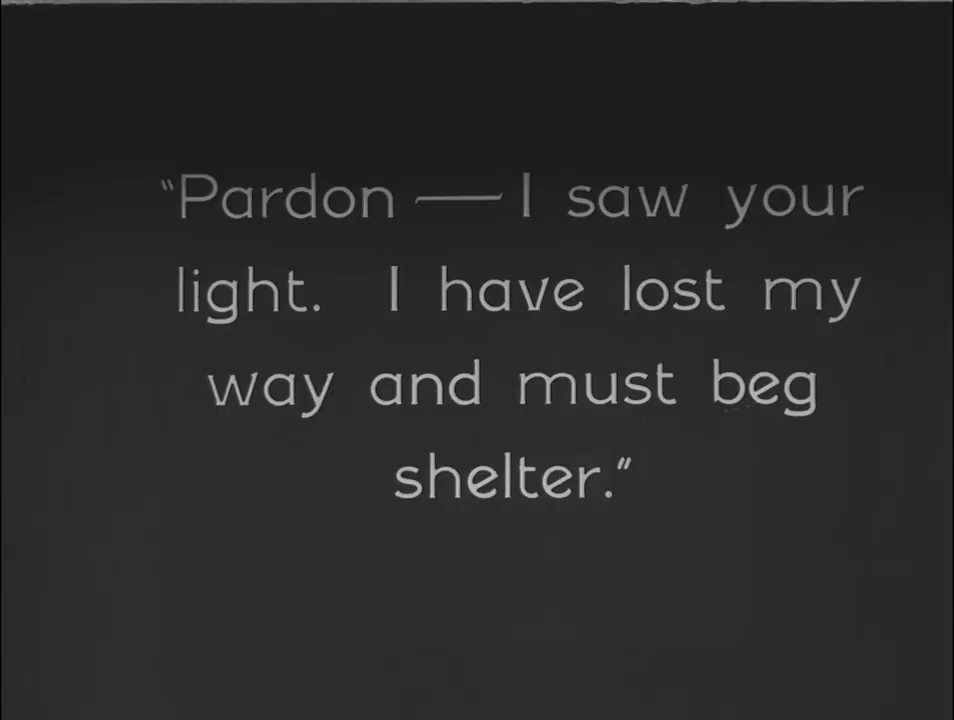 "Pardon — I saw your
light. I have lost my
way and must beg
shelter."